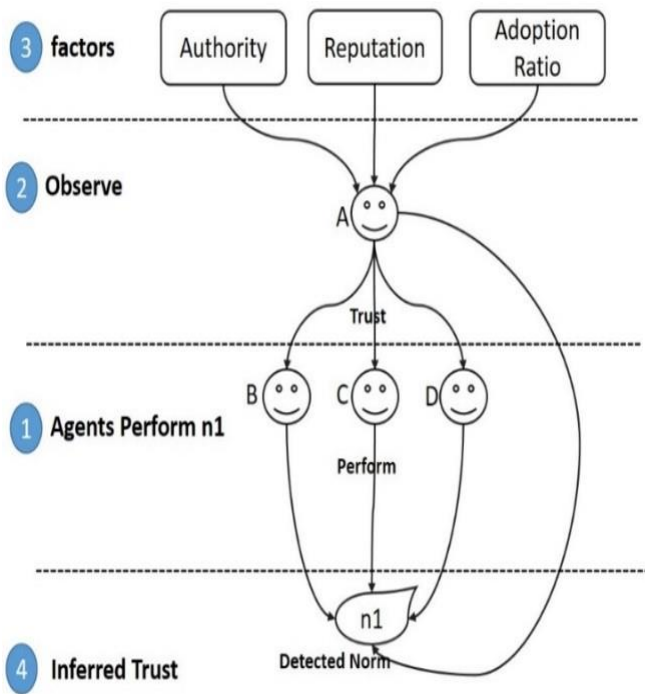 3 factors
Authority
Reputation
Adoption
Ratio
2 Observe
A
Trust
B
C
D
1 Agents Perform n1
Perform
n1
Detected Norm
4 Inferred Trust